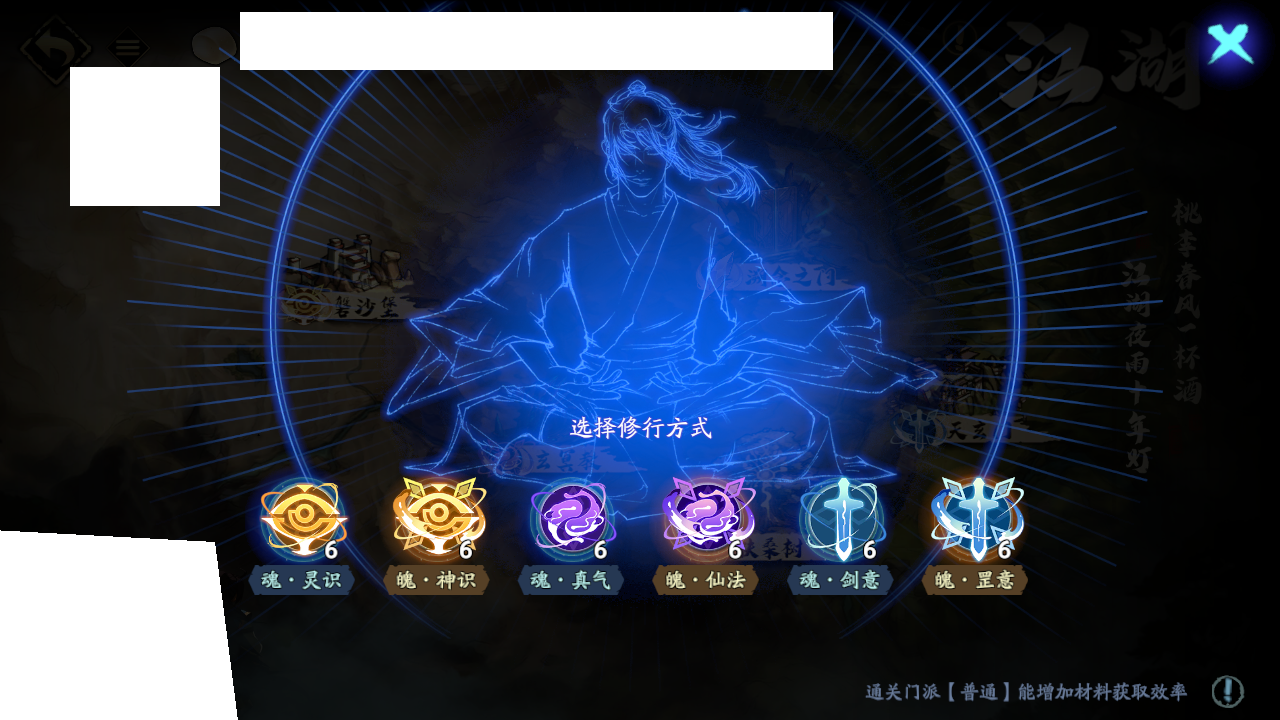 江湖
桃李春风一杯酒
江湖夜雨十年灯
磐沙堡
选择修行方式
6
6
6
6
6
6
魂·灵识
魄·神识
魂·真气
魄·仙法
魂·剑意
魄·罡意
通关门派【普通】能增加材料获取效率